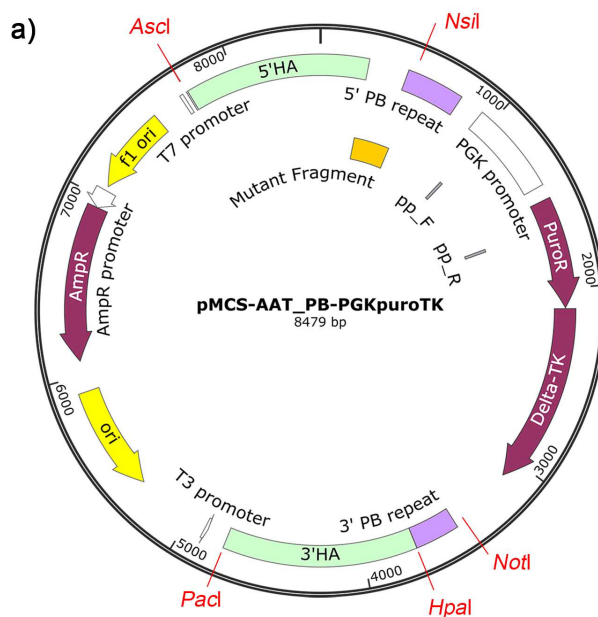 a)
AscI
8000
NsiI
5'HA
5' PB repeat
1000
T7 promoter
f1 ori
PGK promoter
Mutant Fragment
7000
pp_F
AmpR promoter
AmpR
pp_R
PuroR
2000
pMCS-AAT_PB-PGKpuroTK
8479 bp
Delta-TK
6000
ori
3000
T3 promoter
3' PB repeat
5000
3'HA
4000
NotI
PacI
HpaI